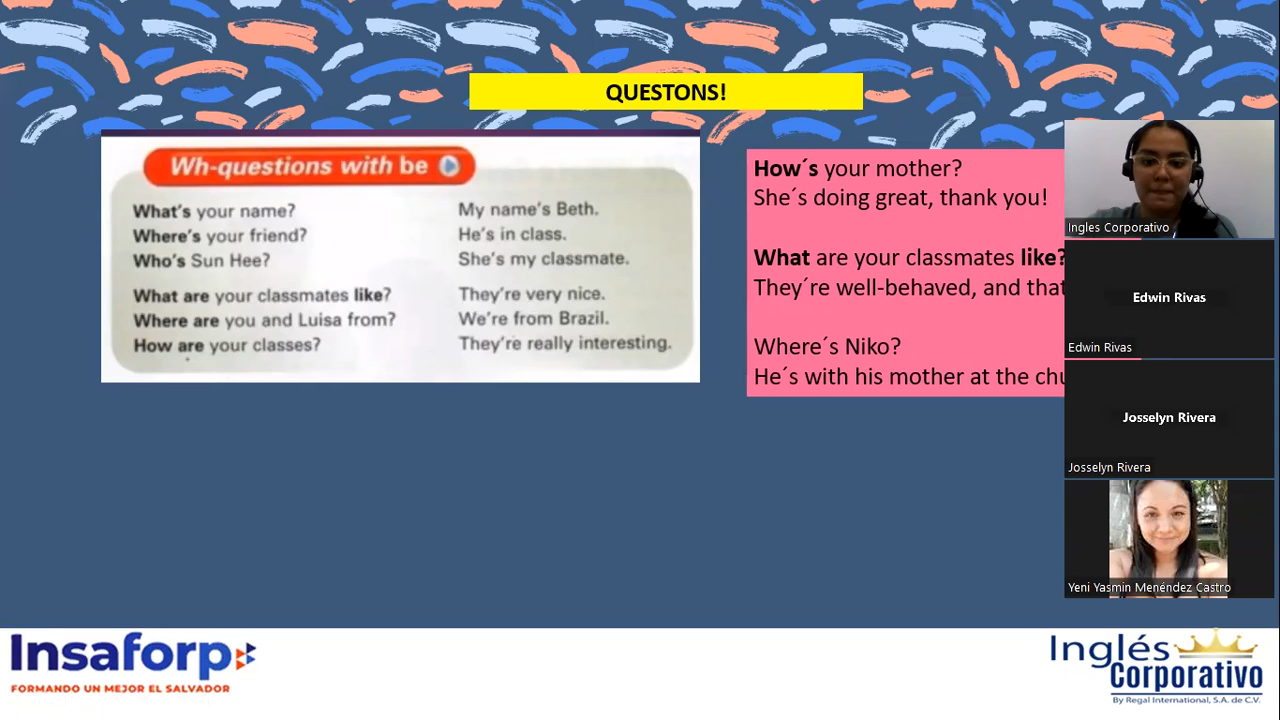 QUESTONS!
Wh-questions with be
What's your name? My name's Beth.
Where's your friend? He's in class.
Who's Sun Hee? She's my classmate.
What are your classmates like? They're very nice.
Where are you and Luisa from? We're from Brazil.
How are your classes? They're really interesting.
How´s your mother?
She´s doing great, thank you!
What are your classmates like?
They´re well-behaved, and that
Where´s Niko?
He´s with his mother at the
Ingles Corporativo
Edwin Rivas
Edwin Rivas
Josselyn Rivera
Josselyn Rivera
Yeni Yasmin Menéndez Castro
Insaforp
FORMANDO UN MEJOR EL SALVADOR
Inglés
Corporativo
By Regal International, S.A. de C.V.